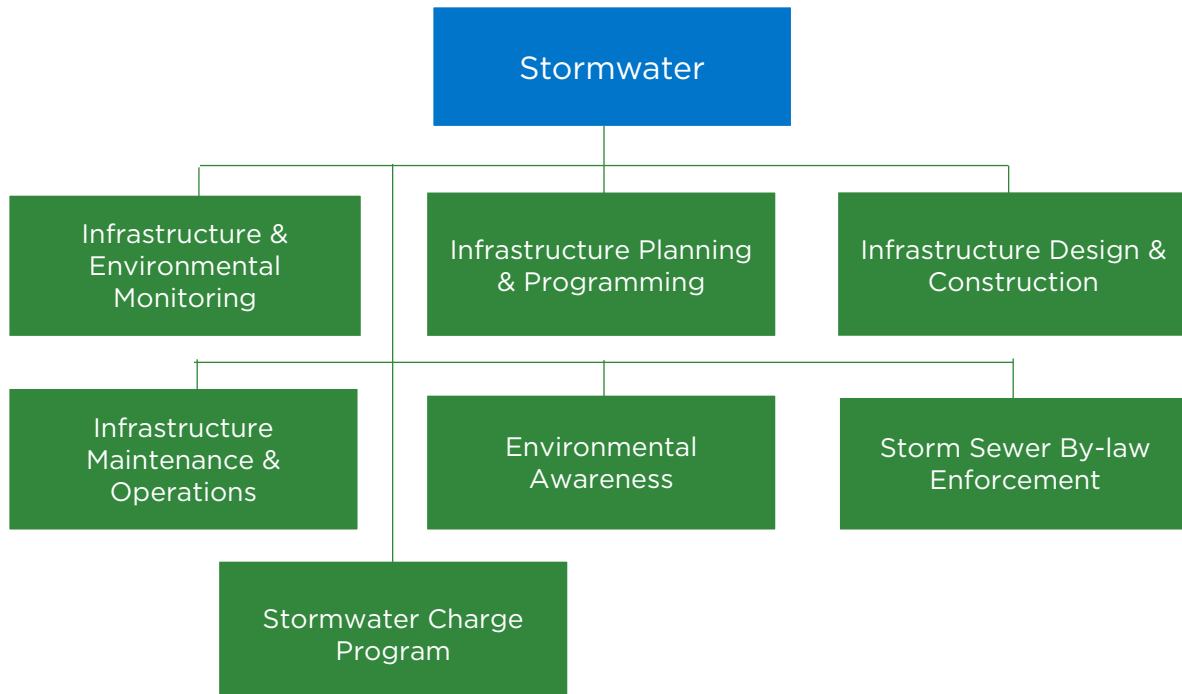 Stormwater
Infrastructure &
Environmental
Monitoring
Infrastructure Planning
& Programming
Infrastructure Design &
Construction
Infrastructure
Maintenance &
Operations
Environmental
Awareness
Storm Sewer By-law
Enforcement
Stormwater Charge
Program